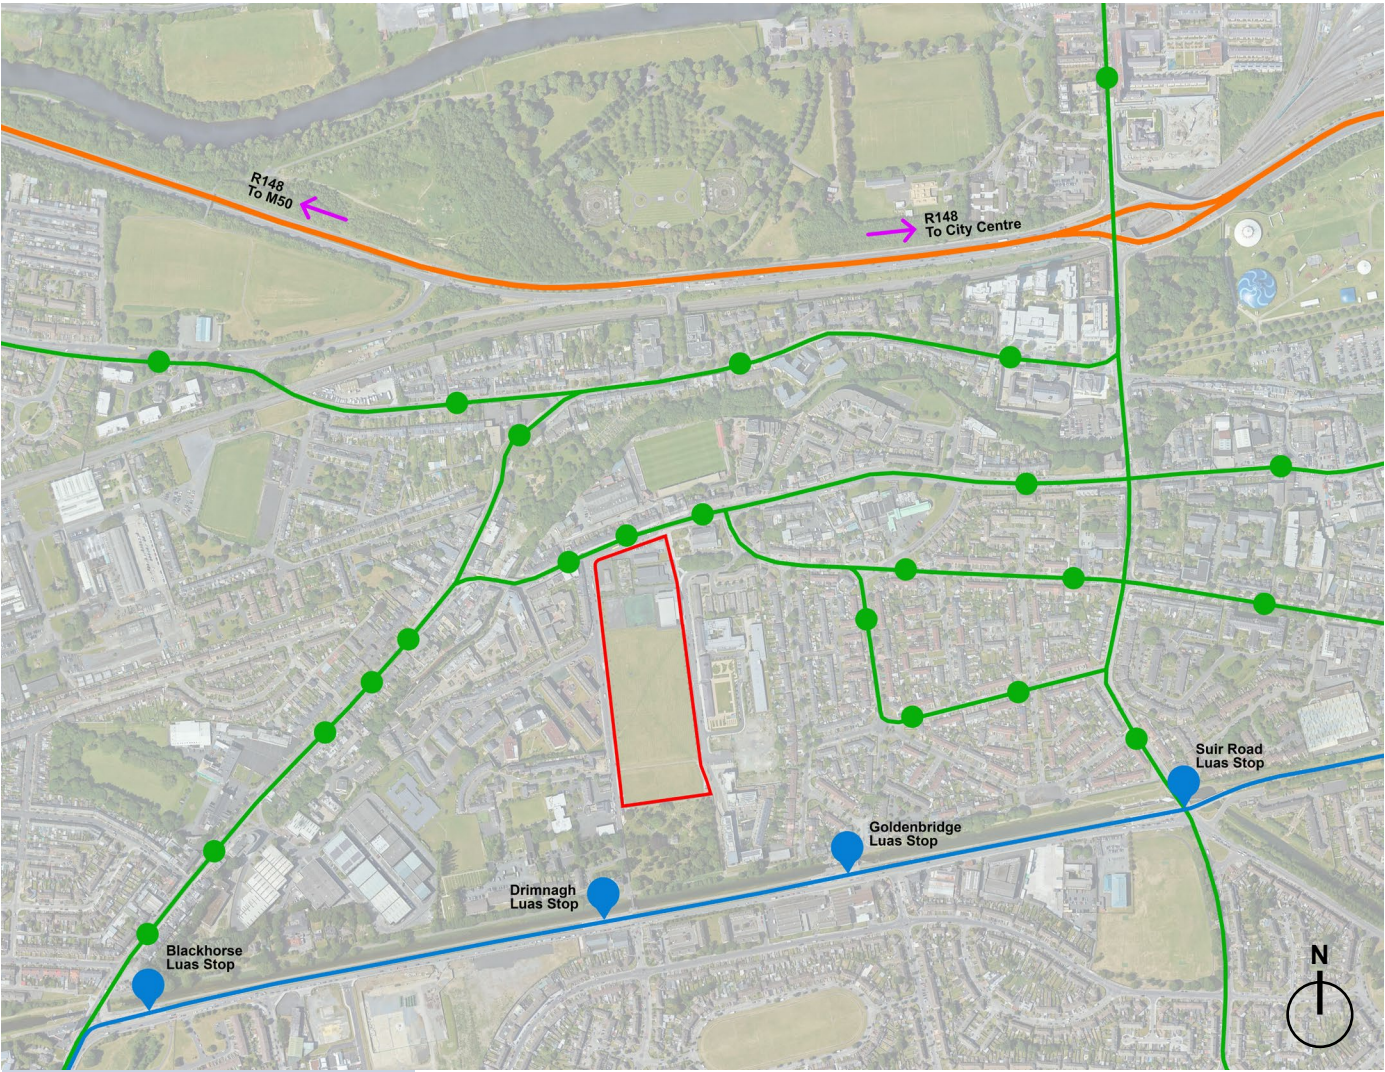 R148
To M50
R148
To City Centre
Suir Road
Luas Stop
Goldenbridge
Luas Stop
Drimnagh
Luas Stop
Blackhorse
Luas Stop
N